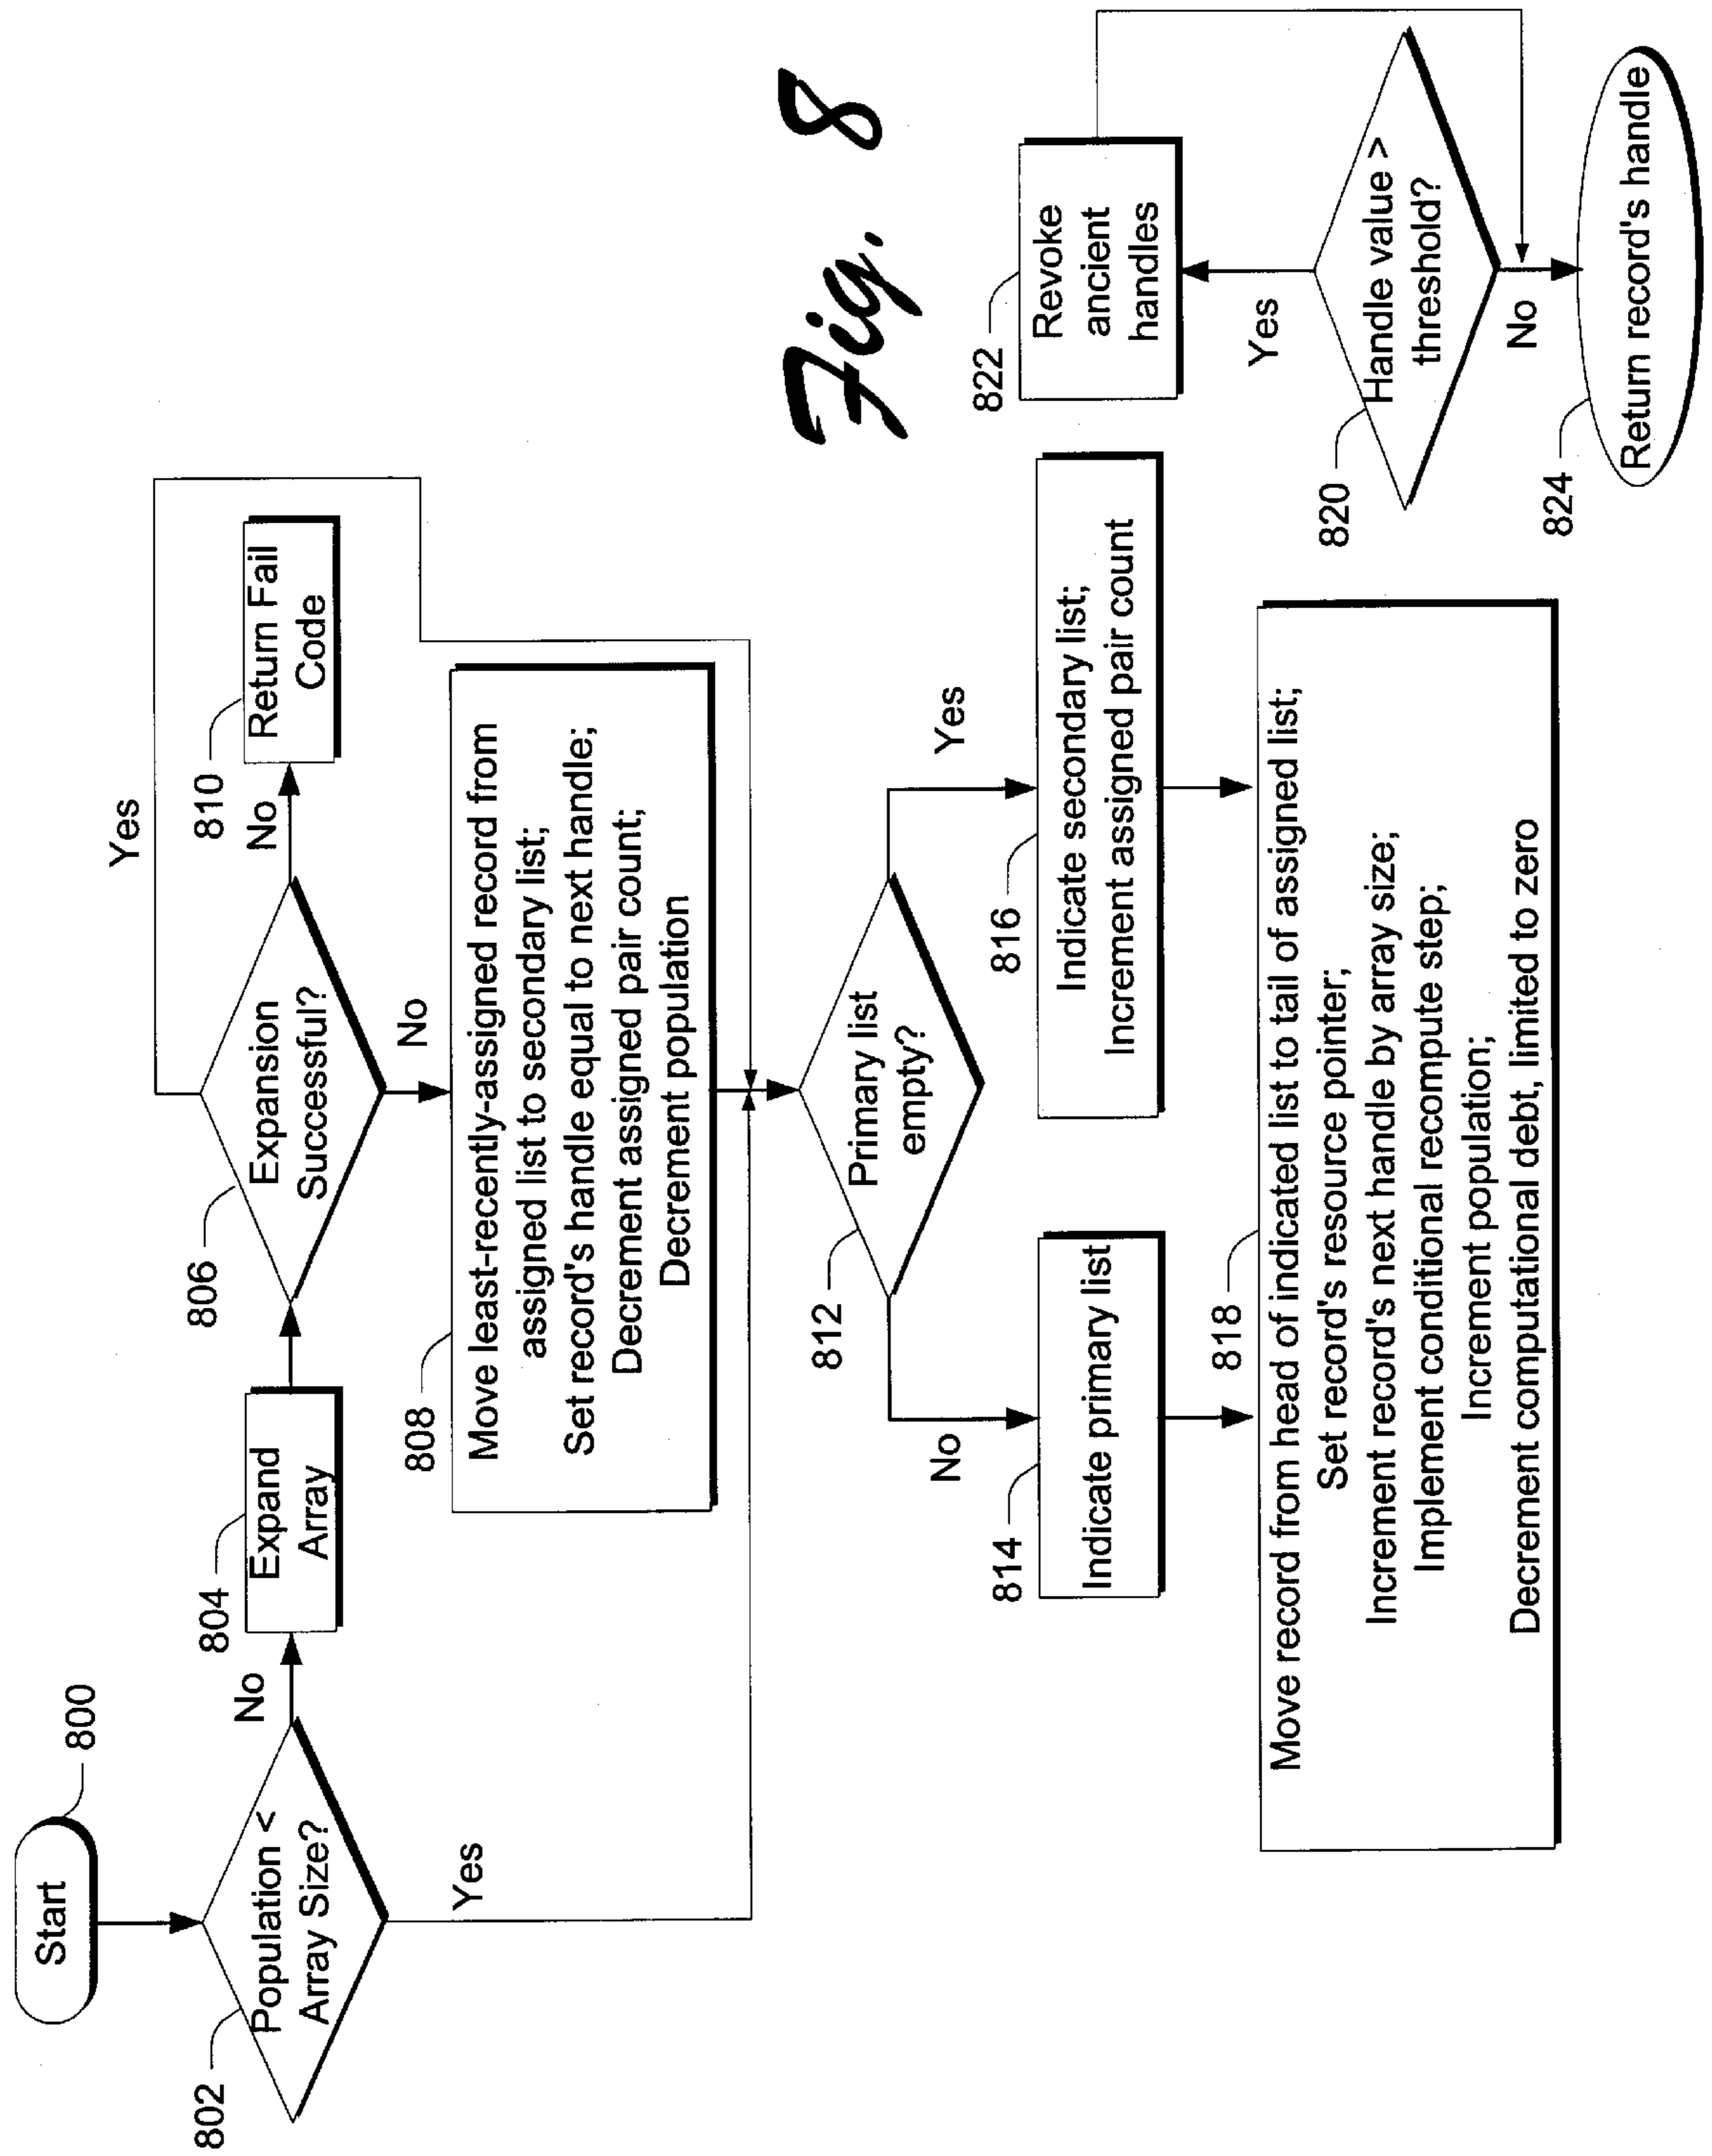 Start
800
802
Population <
Array Size?
No
Yes
804
Expand
Array
806
Expansion
Successful?
Yes
No
810
Return Fail
Code
No
808
Move least-recently-assigned record from
assigned list to secondary list;
Set record's handle equal to next handle;
Decrement assigned pair count;
Decrement population
812
Primary list
empty?
No
Yes
814
Indicate primary list
816
Indicate secondary list;
Increment assigned pair count
818
Move record from head of indicated list to tail of assigned list;
Set record's resource pointer;
Increment record's next handle by array size;
Implement conditional recompute step;
Increment population;
Decrement computational debt, limited to zero
Fig. 8
822
Revoke
ancient
handles
Yes
820
Handle value >
threshold?
No
824
Return record's handle